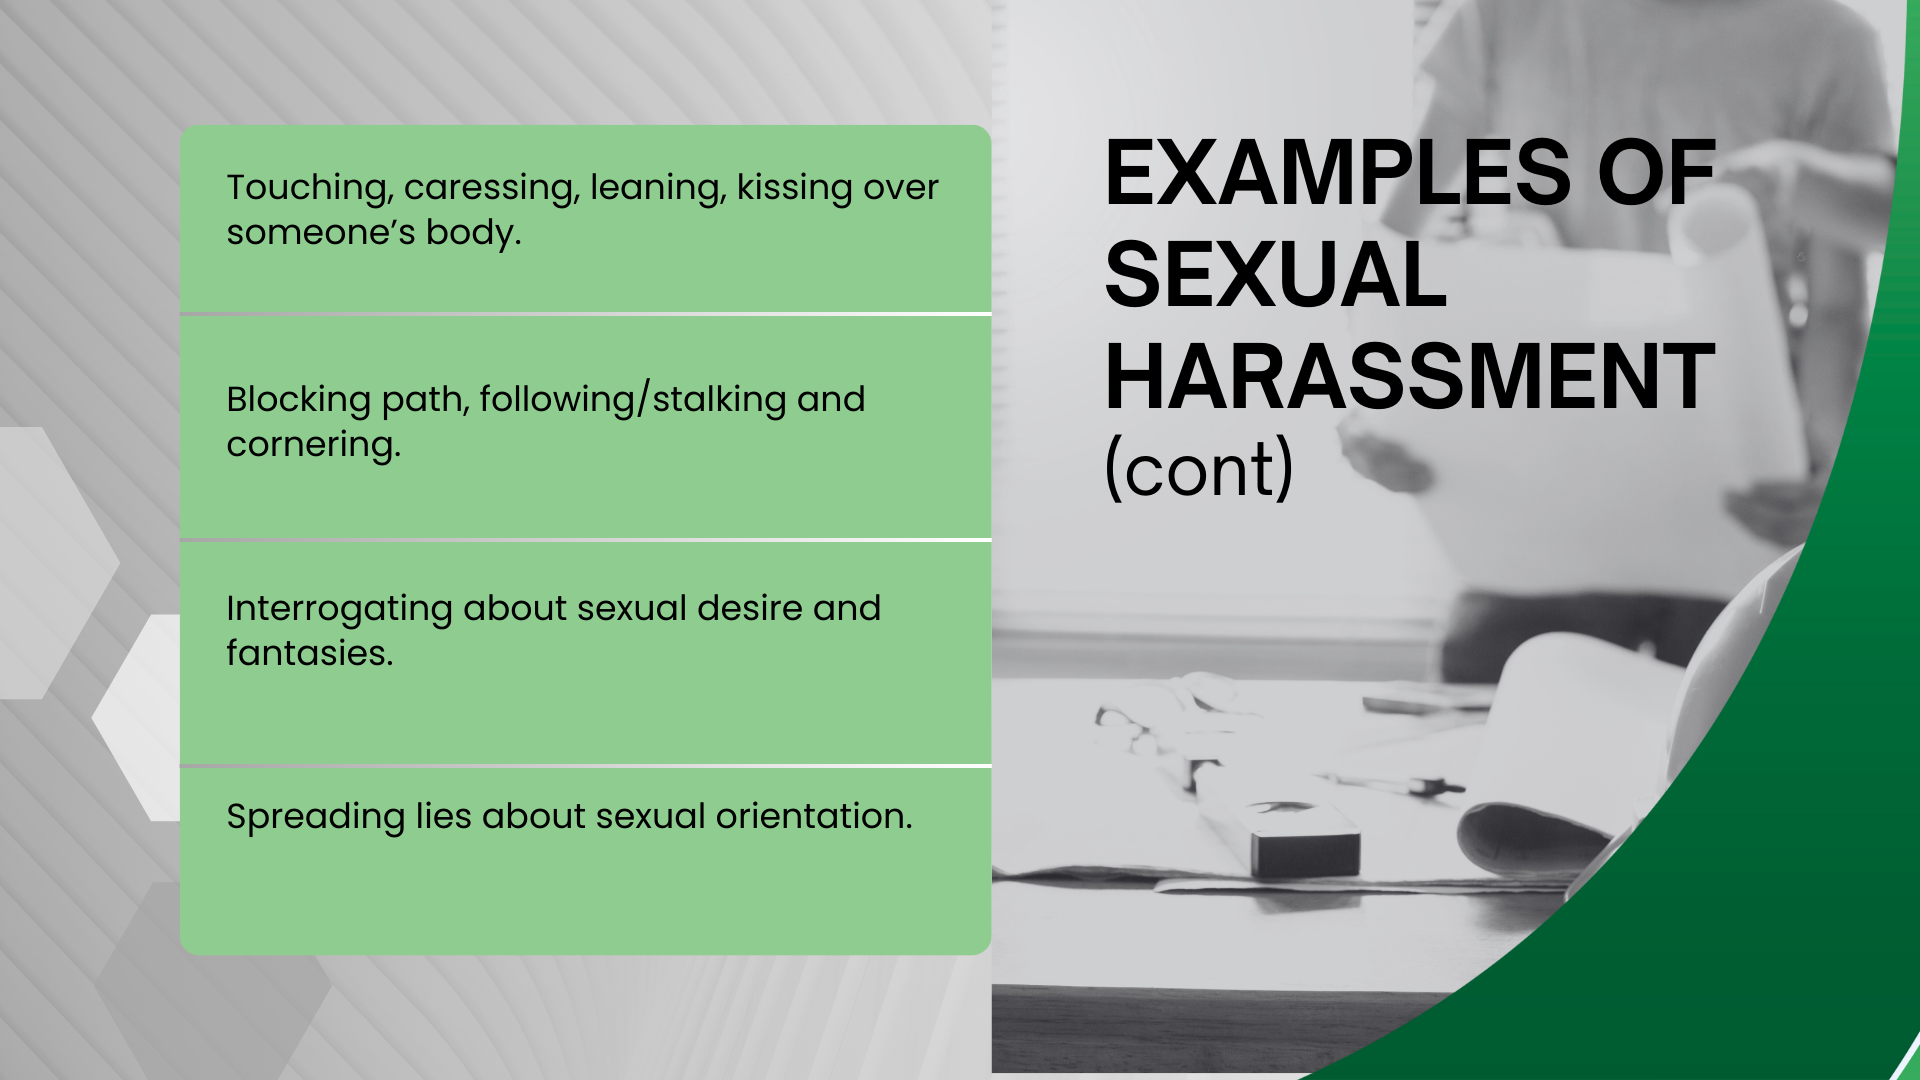 Touching, caressing, leaning, kissing over
someone’s body.
Blocking path, following/stalking and
cornering.
Interrogating about sexual desire and
fantasies.
Spreading lies about sexual orientation.
EXAMPLES OF
SEXUAL
HARASSMENT
(cont)